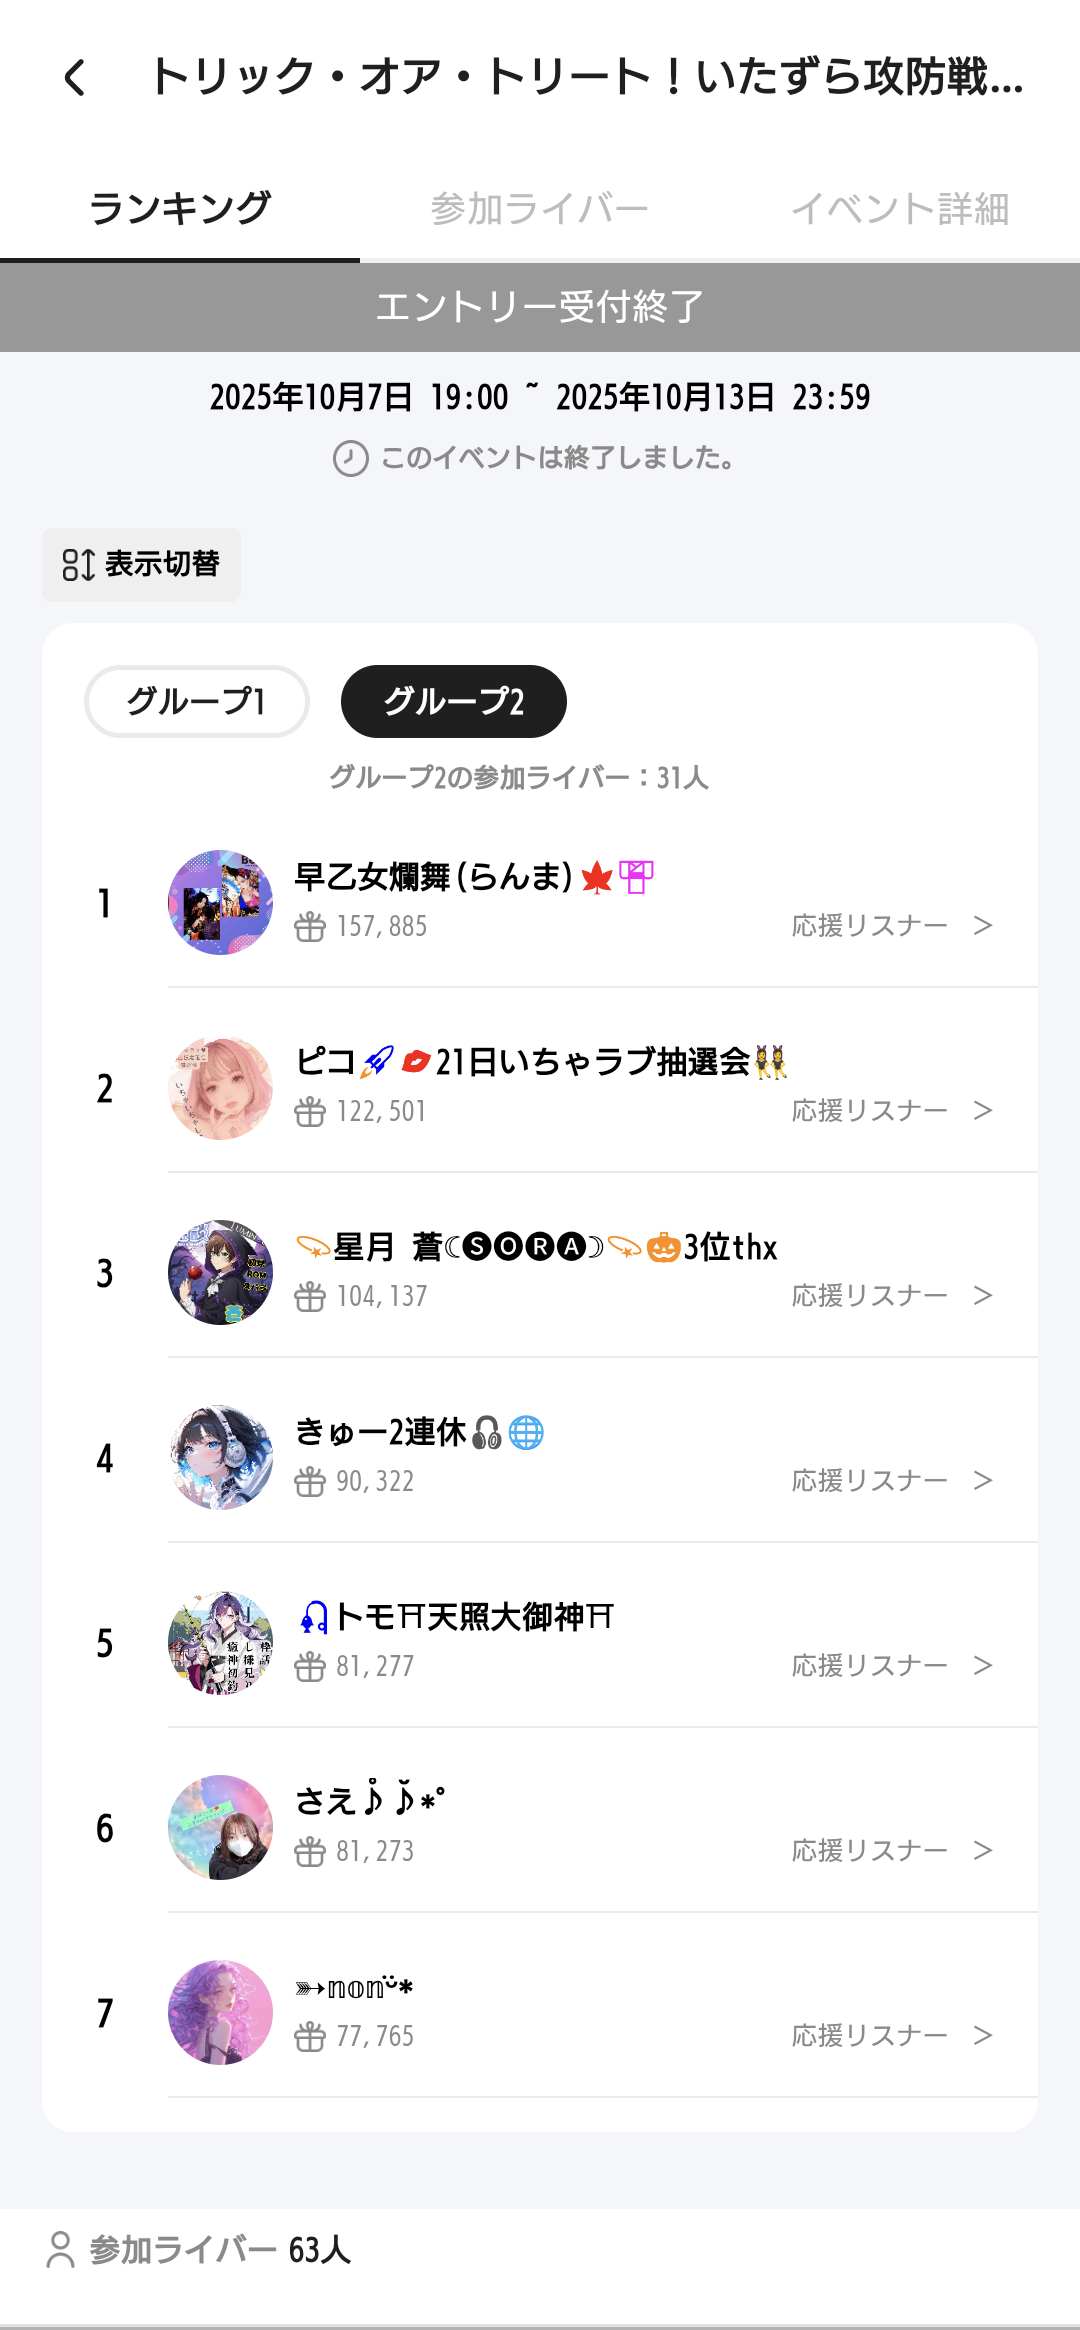 トリック・オア・トリート！いたずら攻防戦...
ランキング 参加ライバー イベント詳細
エントリー受付終了
2025年10月7日 19:00 ~ 2025年10月13日 23:59
このイベントは終了しました。
表示切替
グループ1 グループ2
グループ2の参加ライバー：31人
1 早乙女爛舞(らんま)🍁
157,885 応援リスナー >
2 ピコ🚀💋21日いちゃラブ抽選会👯
122,501 応援リスナー >
3 💫星月 蒼☾🅢🅞🅡🅐☽💫🎃3位thx
104,137 応援リスナー >
4 きゅー2連休🎧🌐
90,322 応援リスナー >
5 🎣トモ⛩天照大御神⛩
81,277 応援リスナー >
6 さえ♪̊♪̆̈*˚
81,273 応援リスナー >
7 ➳𝕟𝕠𝕟¨̆*
77,765 応援リスナー >
参加ライバー 63人